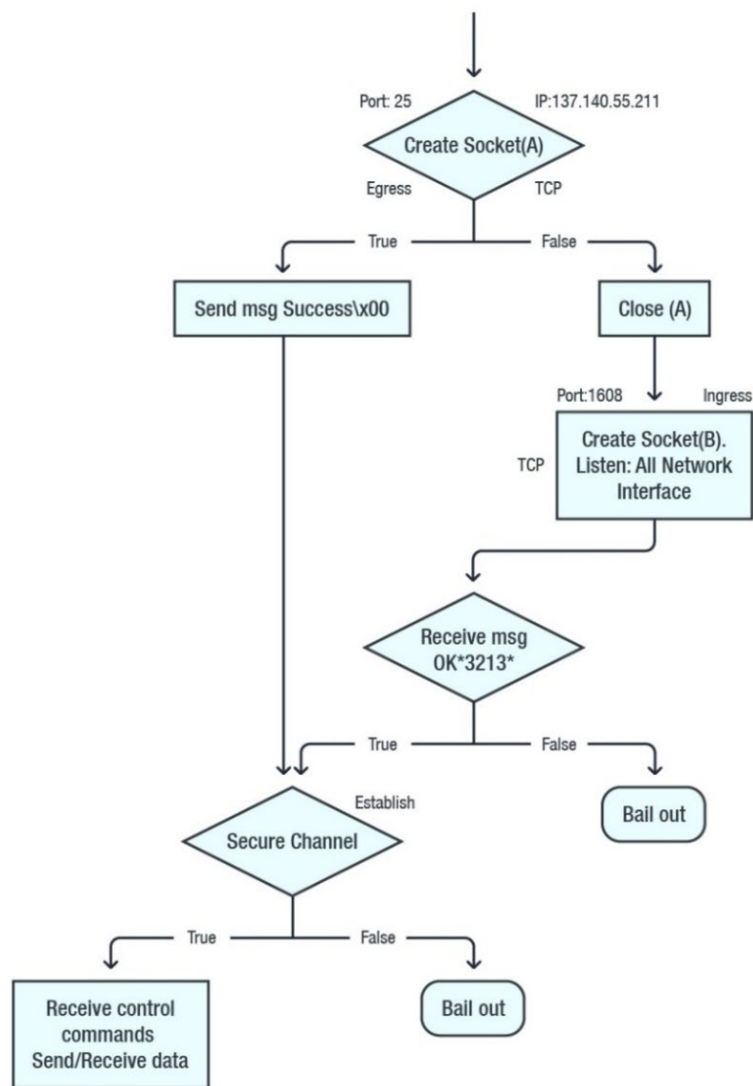 Port: 25
IP:137.140.55.211
Create Socket(A)
Egress
TCP
True
False
Send msg Success\x00
Close (A)
Port:1608
Ingress
TCP
Create Socket(B).
Listen: All Network
Interface
Receive msg
OK*3213*
True
False
Establish
Bail out
Secure Channel
True
False
Receive control
commands
Send/Receive data
Bail out